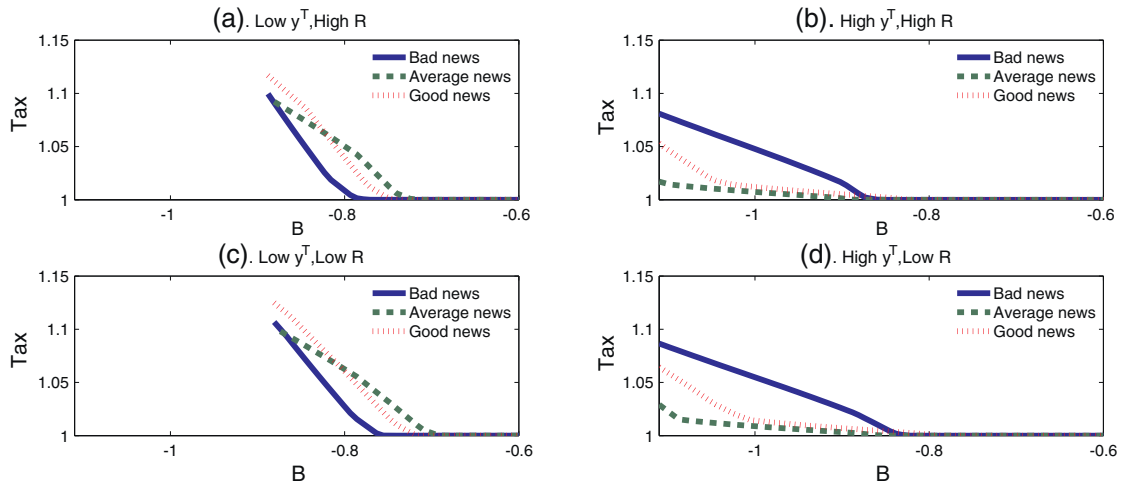 (a). Low y^T,High R
1.15
1.1
1.05
1
Tax
Bad news
Average news
Good news
-1
-0.8
-0.6
B
(b). High y^T,High R
1.15
1.1
1.05
1
Tax
Bad news
Average news
Good news
-1
-0.8
-0.6
B
(c). Low y^T,Low R
1.15
1.1
1.05
1
Tax
Bad news
Average news
Good news
-1
-0.8
-0.6
B
(d). High y^T,Low R
1.15
1.1
1.05
1
Tax
Bad news
Average news
Good news
-1
-0.8
-0.6
B